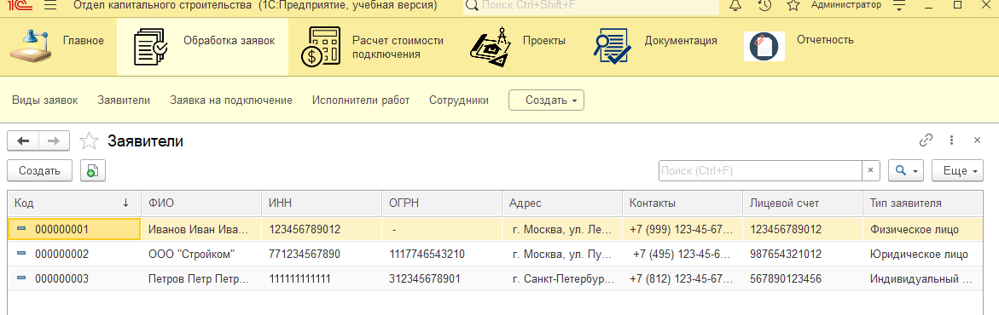 1С Отдел капитального строительства (1С:Предприятие, учебная версия) Поиск Ctrl+Shift+F Администратор
Главное Обработка заявок Расчет стоимости подключения Проекты Документация Отчетность
Виды заявок Заявители Заявка на подключение Исполнители работ Сотрудники Создать
Заявители
Создать Поиск (Ctrl+F) × Еще
Код ↓ ФИО ИНН ОГРН Адрес Контакты Лицевой счет Тип заявителя
000000001 Иванов Иван Ива... 123456789012 - г. Москва, ул. Ле... +7 (999) 123-45-67... 123456789012 Физическое лицо
000000002 ООО "Стройком" 771234567890 1117746543210 г. Москва, ул. Пу... +7 (495) 123-45-6... 987654321012 Юридическое лицо
000000003 Петров Петр Петр... 111111111111 312345678901 г. Санкт-Петербур... +7 (812) 123-45-67... 567890123456 Индивидуальный ...